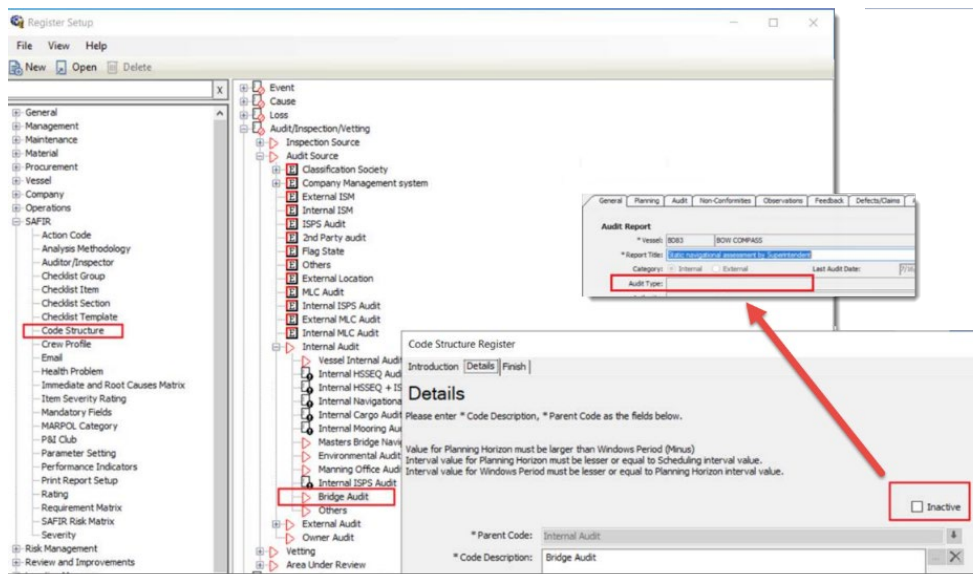 Register Setup
File View Help
New Open Delete
X
General
Management
Maintenance
Material
Procurement
Vessel
Company
Operations
SAFIR
Action Code
Analysis Methodology
Auditor/Inspector
Checklist Group
Checklist Item
Checklist Section
Checklist Template
Code Structure
Crew Profile
Email
Health Problem
Immediate and Root Causes Matrix
Item Severity Rating
Mandatory Fields
MARPOL Category
P&I Club
Parameter Setting
Performance Indicators
Print Report Setup
Rating
Requirement Matrix
SAFIR Risk Matrix
Severity
Risk Management
Review and Improvements
Event
Cause
Loss
Audit/Inspection/Vetting
Inspection Source
Audit Source
Classification Society
Company Management system
External ISM
Internal ISM
ISPS Audit
2nd Party audit
Flag State
Others
External Location
MLC Audit
Internal ISPS Audit
External MLC Audit
Internal MLC Audit
Internal Audit
Vessel Internal Audit
Internal HSSEQ Aud
Internal HSSEQ + IS
Internal Navigationa
Internal Cargo Audit
Internal Mooring Au
Masters Bridge Navi
Environmental Audit
Manning Office Audi
Internal ISPS Audit
Bridge Audit
Others
External Audit
Owner Audit
Vetting
Area Under Review
General Planning Audit Non-Conformities Observations Feedback Defects/Claims
Audit Report
* Vessel: BD83 BOW COMPASS
* Report Title: Static navigational assessment by Superintendent
Category: Internal External Last Audit Date:
Audit Type:
Code Structure Register
Introduction Details Finish
Details
Please enter * Code Description, * Parent Code as the fields below.
Value for Planning Horizon must be larger than Windows Period (Minus)
Interval value for Planning Horizon must be lesser or equal to Scheduling interval value.
Interval value for Windows Period must be lesser or equal to Planning Horizon interval value.
Inactive
* Parent Code: Internal Audit
* Code Description: Bridge Audit